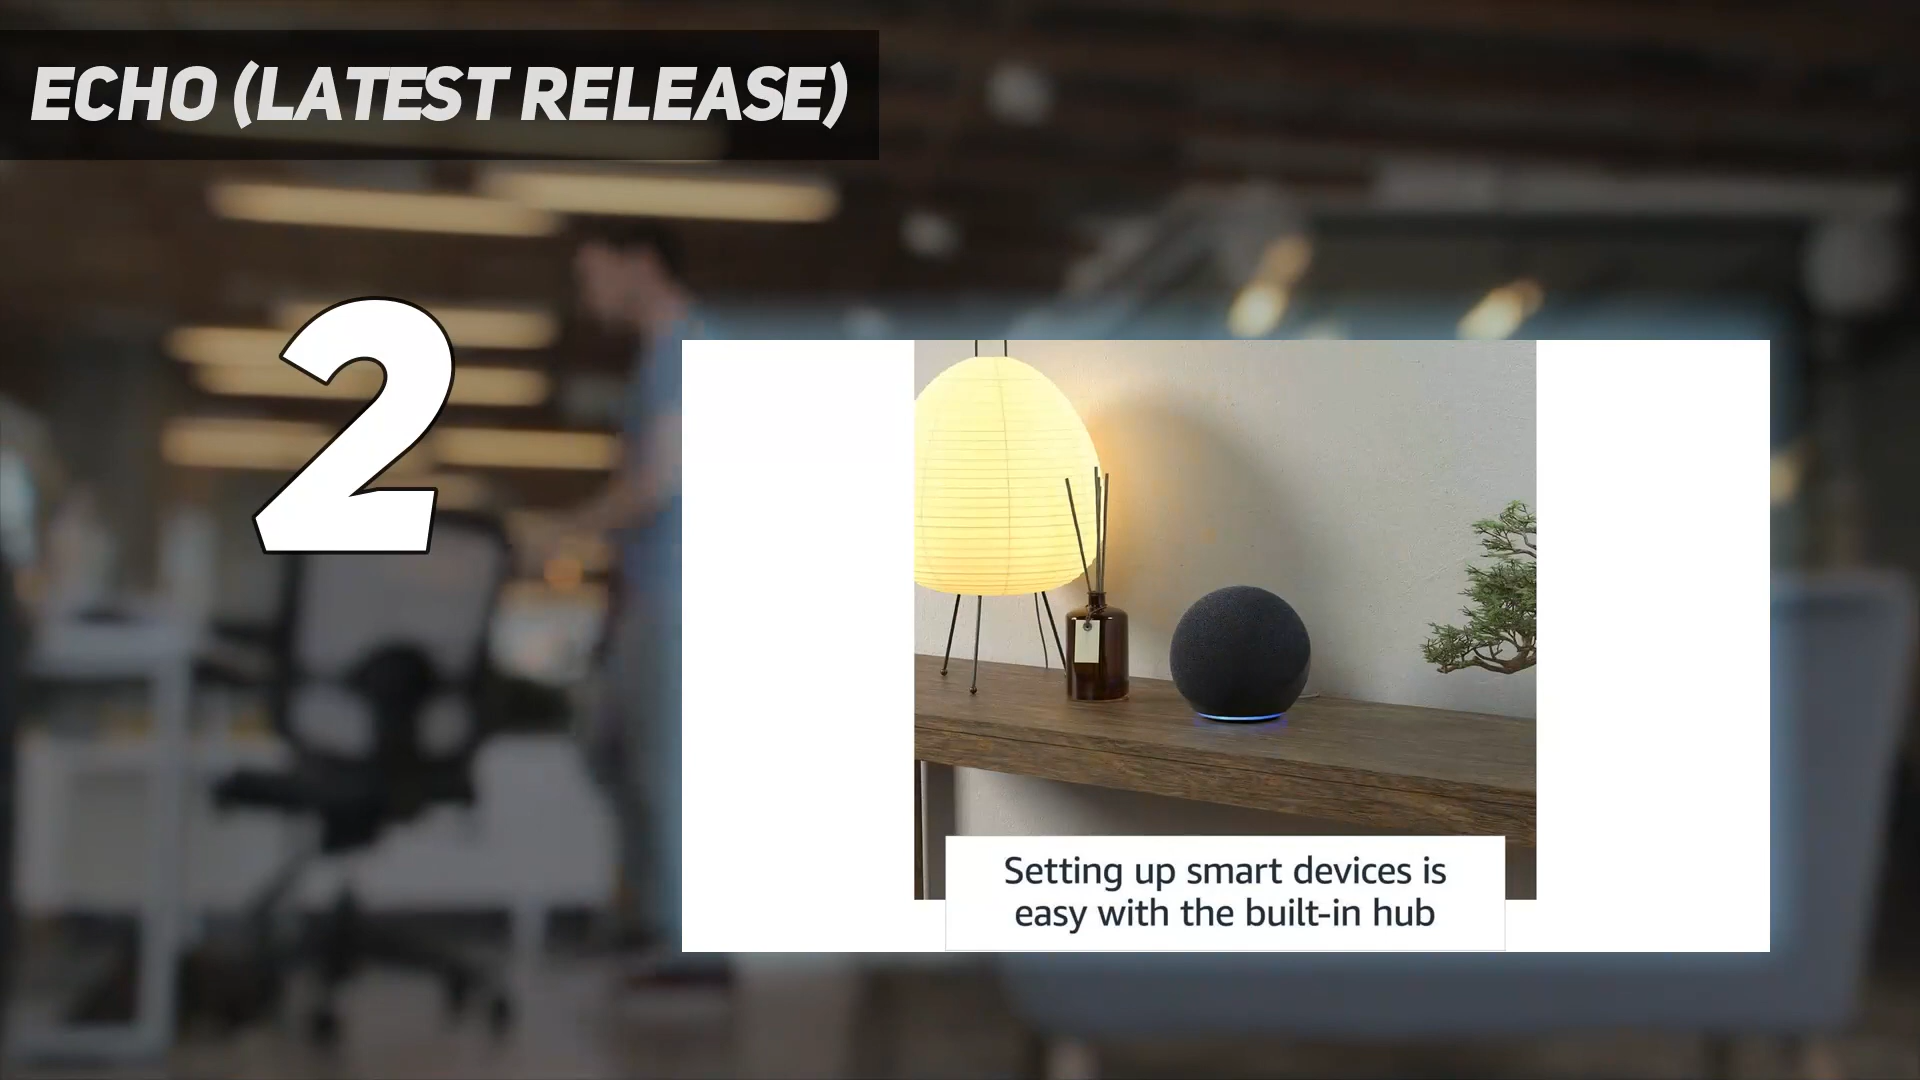 ECHO (LATEST RELEASE)
2
Setting up smart devices is
easy with the built-in hub